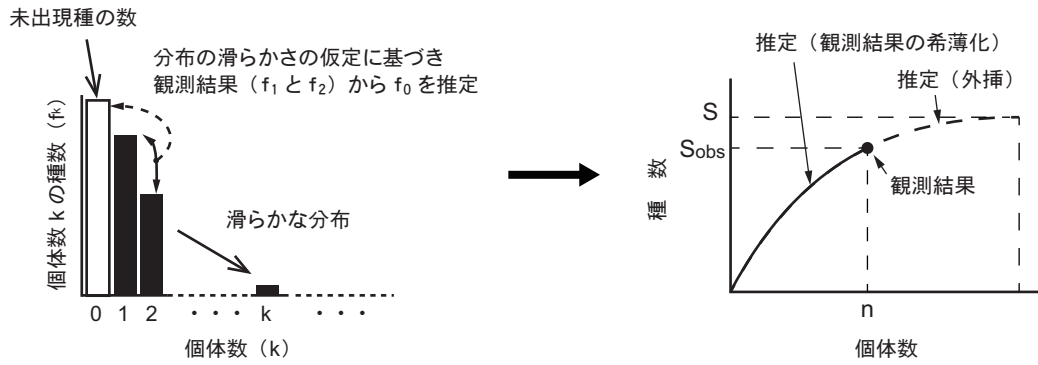 未出現種の数
分布の滑らかさの仮定に基づき
観測結果（f1 と f2）から f0 を推定
個体数 k の種数（fk）
滑らかな分布
0 1 2 ・・・ k ・・・
個体数（k）
推定（観測結果の希薄化）
推定（外挿）
S
Sobs
観測結果
種 数
n
個体数